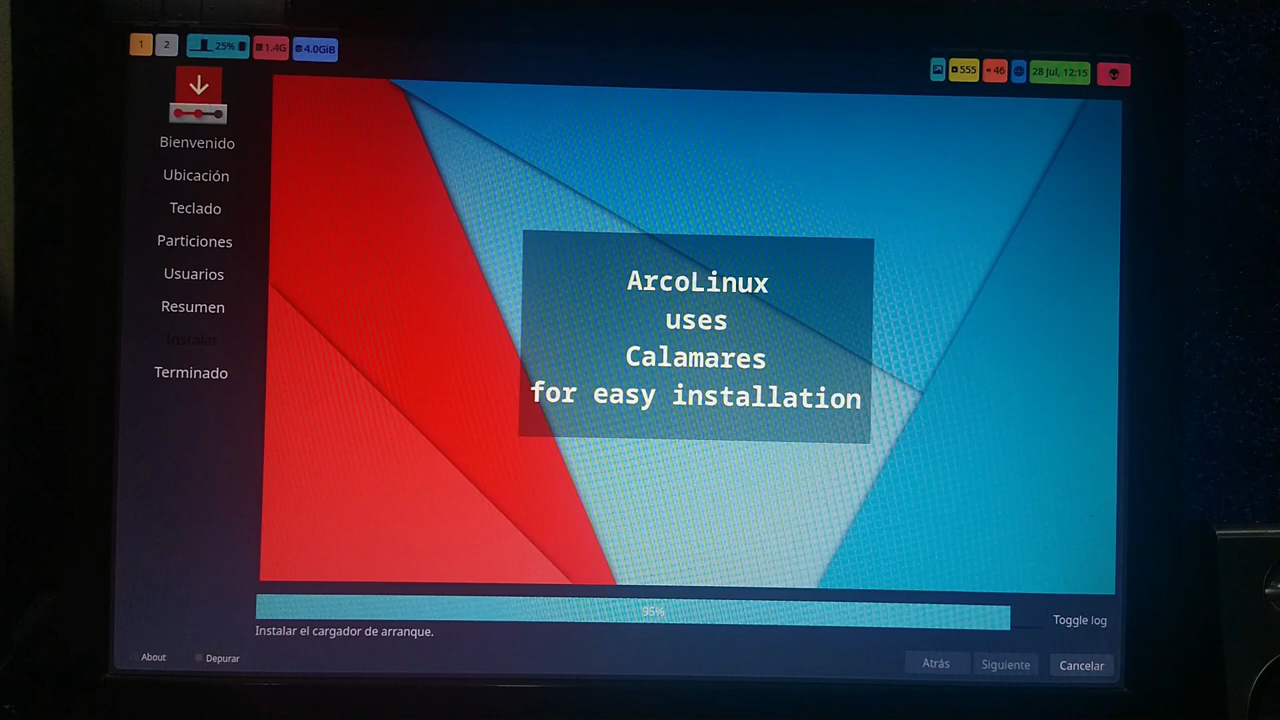 1 2 25% 1.4G 4.0GiB
555 46 28 Jul, 12:15
Bienvenido
Ubicación
Teclado
Particiones
Usuarios
Resumen
Instalar
Terminado
ArcoLinux
uses
Calamares
for easy installation
95%
Toggle log
Instalar el cargador de arranque.
About Depurar
Atrás Siguiente Cancelar